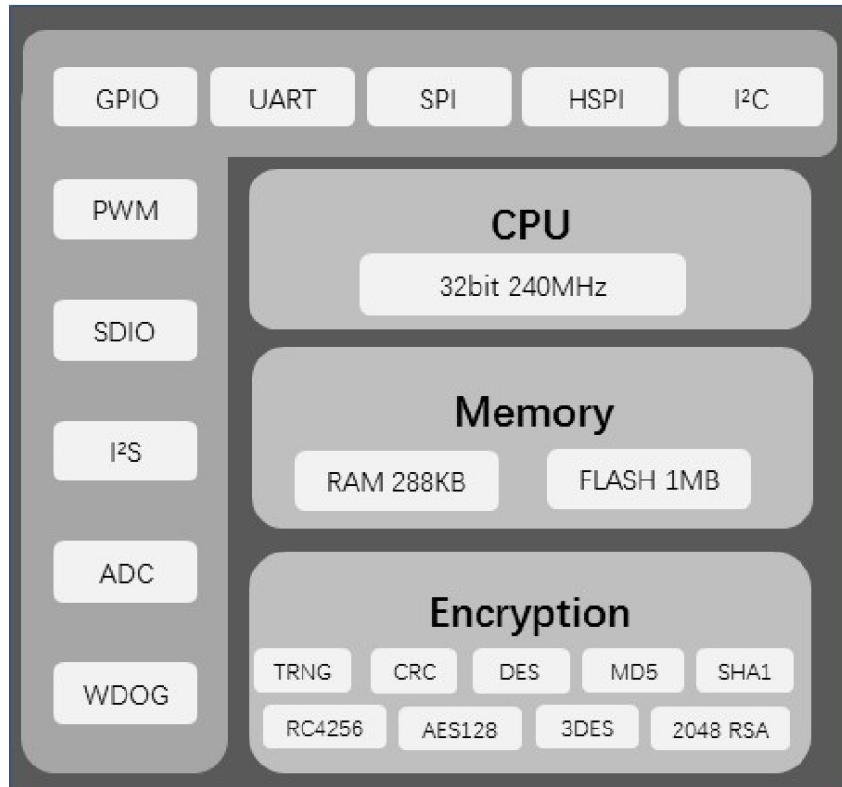 GPIO UART SPI HSPI I²C
PWM
SDIO
I²S
ADC
WDOG
CPU
32bit 240MHz
Memory
RAM 288KB FLASH 1MB
Encryption
TRNG CRC DES MD5 SHA1
RC4256 AES128 3DES 2048 RSA